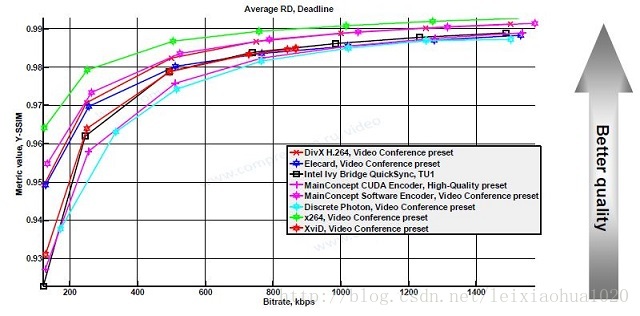 Average RD, Deadline
Metric value, Y-SSIM
0.99
0.98
0.97
0.96
0.95
0.94
0.93
DivX H.264, Video Conference preset
Elecard, Video Conference preset
Intel Ivy Bridge QuickSync, TU1
MainConcept CUDA Encoder, High-Quality preset
MainConcept Software Encoder, Video Conference preset
Discrete Photon, Video Conference preset
x264, Video Conference preset
XviD, Video Conference preset
200 400 600 800 1000 1200 1400
Bitrate, kbps
Better quality
http://blog.csdn.net/leixiaohua1020